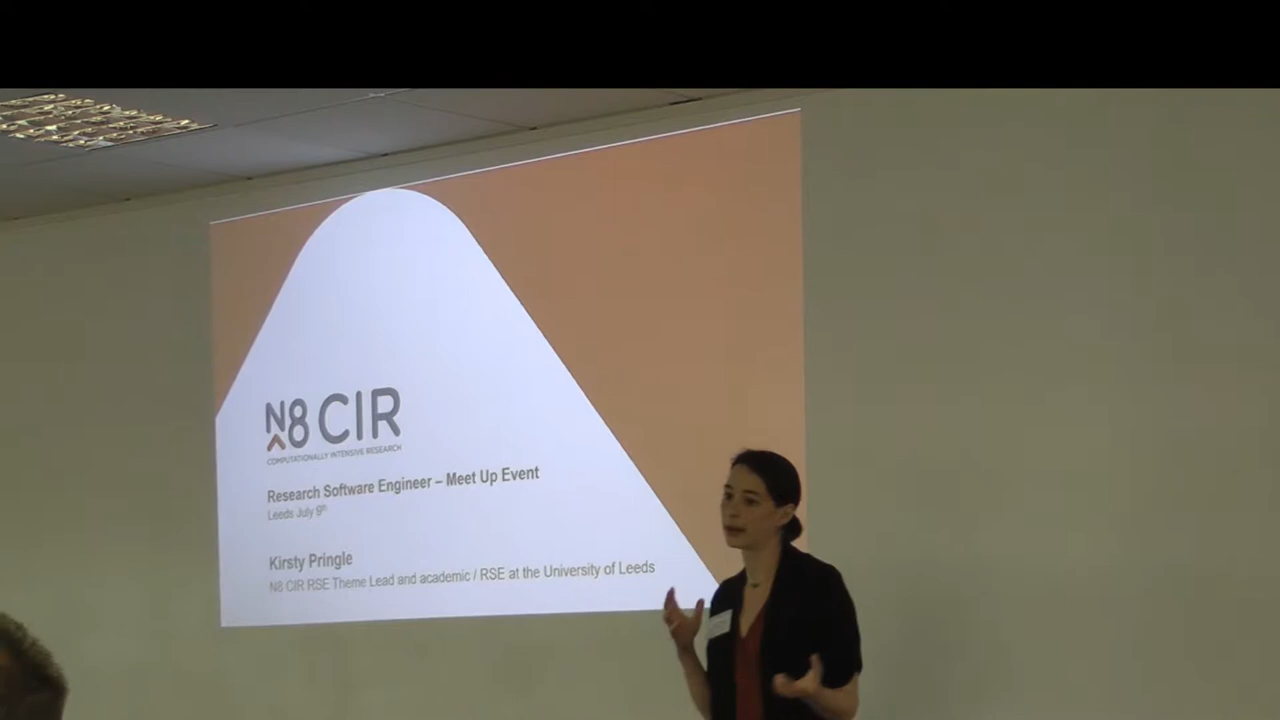 N8 CIR
COMPUTATIONALLY INTENSIVE RESEARCH
Research Software Engineer – Meet Up Event
Leeds July 9th
Kirsty Pringle
N8 CIR RSE Theme Lead and academic / RSE at the University of Leeds